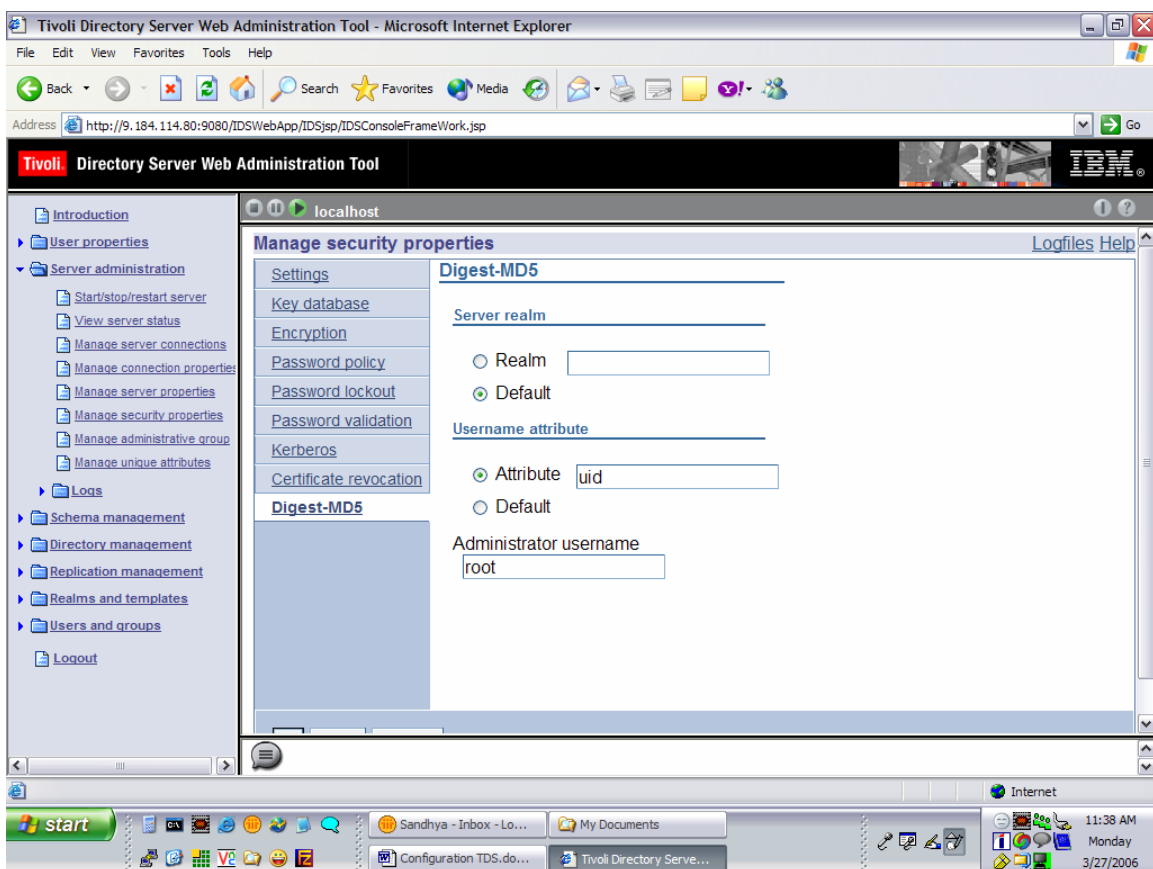 Tivoli Directory Server Web Administration Tool - Microsoft Internet Explorer
File Edit View Favorites Tools Help
Back Search Favorites Media
Address http://9.184.114.80:9080/IDSWebApp/IDSjsp/IDSConsoleFrameWork.jsp Go
Tivoli. Directory Server Web Administration Tool IBM®
localhost
Introduction
User properties
Server administration
Start/stop/restart server
View server status
Manage server connections
Manage connection properties
Manage server properties
Manage security properties
Manage administrative group
Manage unique attributes
Logs
Schema management
Directory management
Replication management
Realms and templates
Users and groups
Logout
Manage security properties Logfiles Help
Settings
Key database
Encryption
Password policy
Password lockout
Password validation
Kerberos
Certificate revocation
Digest-MD5
Digest-MD5
Server realm
Realm
Default
Username attribute
Attribute uid
Default
Administrator username
root
Internet
start Sandhya - Inbox - Lo... My Documents 11:38 AM
Configuration TDS.do... Tivoli Directory Serve... Monday
3/27/2006